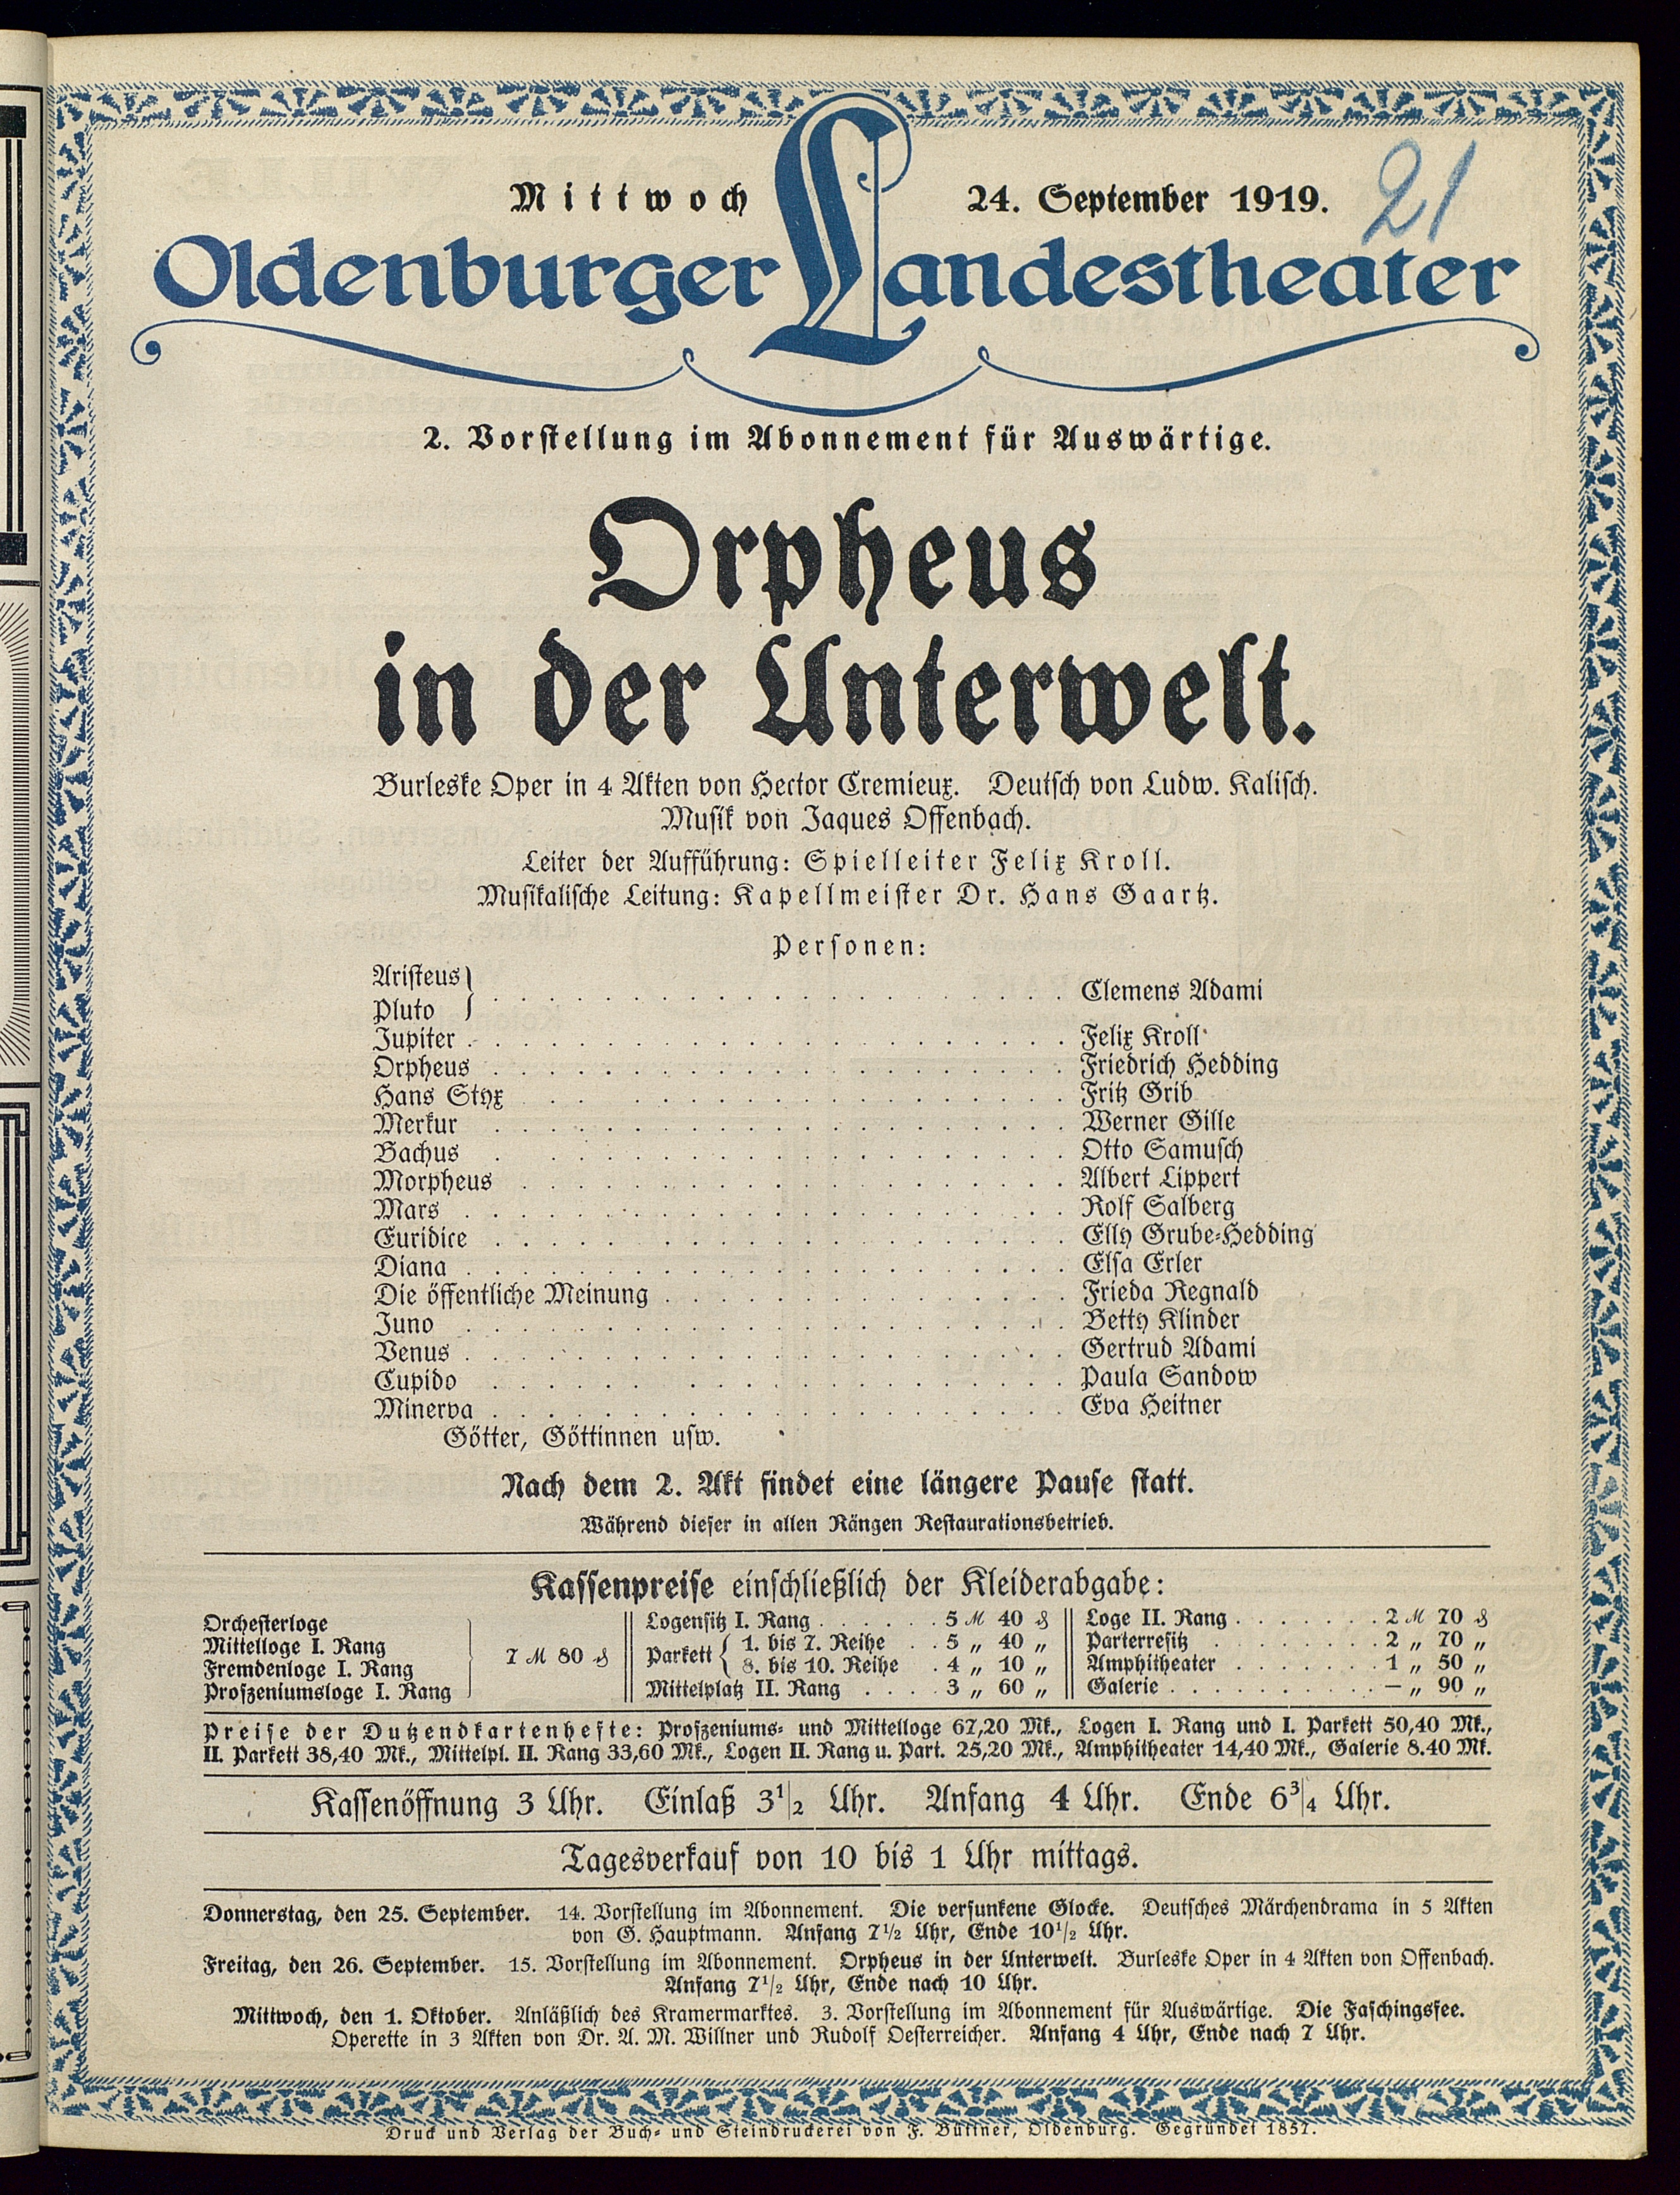 Mittwoch 24. September 1919. 21
Oldenburger Landestheater
2. Vorstellung im Abonnement für Auswärtige.
Orpheus
in der Unterwelt.
Burleske Oper in 4 Akten von Hector Cremieux. Deutsch von Ludw. Kalisch.
Musik von Jaques Offenbach.
Leiter der Aufführung: Spielleiter Felix Kroll.
Musikalische Leitung: Kapellmeister Dr. Hans Gaartz.
Personen:
Aristeus }
Pluto } . . . . . Clemens Adami
Jupiter . . . . . Felix Kroll
Orpheus . . . . . Friedrich Hedding
Hans Styx . . . . . Fritz Grib
Merkur . . . . . Werner Gille
Bachus . . . . . Otto Samusch
Morpheus . . . . . Albert Lippert
Mars . . . . . Rolf Salberg
Euridice . . . . . Elly Grube-Hedding
Diana . . . . . Elsa Erler
Die öffentliche Meinung . . . . . Frieda Regnald
Juno . . . . . Betty Klinder
Venus . . . . . Gertrud Adami
Cupido . . . . . Paula Sandow
Minerva . . . . . Eva Heitner
Götter, Göttinnen usw.
Nach dem 2. Akt findet eine längere Pause statt.
Während dieser in allen Rängen Restaurationsbetrieb.
Kassenpreise einschließlich der Kleiderabgabe:
Orchesterloge
Mittelloge I. Rang
Fremdenloge I. Rang
Proszeniumsloge I. Rang
7 ℳ 80 ₰
Logensitz I. Rang . . . . . 5 ℳ 40 ₰
Parkett { 1. bis 7. Reihe . . 5 „ 40 „
8. bis 10. Reihe . 4 „ 10 „
Mittelplatz II. Rang . . . . 3 „ 60 „
Loge II. Rang . . . . . 2 ℳ 70 ₰
Parterresitz . . . . . 2 „ 70 „
Amphitheater . . . . . 1 „ 50 „
Galerie . . . . . — „ 90 „
Preise der Dutzendkartenhefte: Proszeniums- und Mittelloge 67,20 Mk., Logen I. Rang und I. Parkett 50,40 Mk.,
II. Parkett 38,40 Mk., Mittelpl. II. Rang 33,60 Mk., Logen II. Rang u. Part. 25,20 Mk., Amphitheater 14,40 Mk., Galerie 8.40 Mk.
Kassenöffnung 3 Uhr. Einlaß 3 1/2 Uhr. Anfang 4 Uhr. Ende 6 3/4 Uhr.
Tagesverkauf von 10 bis 1 Uhr mittags.
Donnerstag, den 25. September. 14. Vorstellung im Abonnement. Die versunkene Glocke. Deutsches Märchendrama in 5 Akten
von G. Hauptmann. Anfang 7 1/2 Uhr, Ende 10 1/2 Uhr.
Freitag, den 26. September. 15. Vorstellung im Abonnement. Orpheus in der Unterwelt. Burleske Oper in 4 Akten von Offenbach.
Anfang 7 1/2 Uhr, Ende nach 10 Uhr.
Mittwoch, den 1. Oktober. Anläßlich des Kramermarktes. 3. Vorstellung im Abonnement für Auswärtige. Die Faschingsfee.
Operette in 3 Akten von Dr. A. M. Willner und Rudolf Oesterreicher. Anfang 4 Uhr, Ende nach 7 Uhr.
Druck und Verlag der Buch- und Steindruckerei von F. Büttner, Oldenburg. Gegründet 1857.